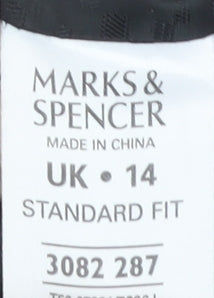 MARKS &
SPENCER
MADE IN CHINA
UK • 14
STANDARD FIT
3082 287